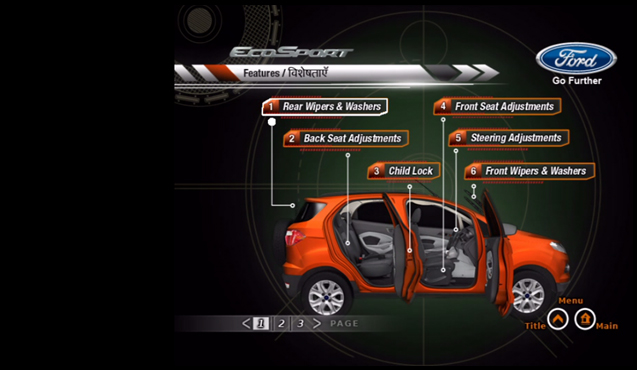 ECOSPORT
Ford
Go Further
Features / विशेषताएँ
1 Rear Wipers & Washers
4 Front Seat Adjustments
2 Back Seat Adjustments
5 Steering Adjustments
3 Child Lock
6 Front Wipers & Washers
Menu
< 1 2 3 > PAGE
Title
Main